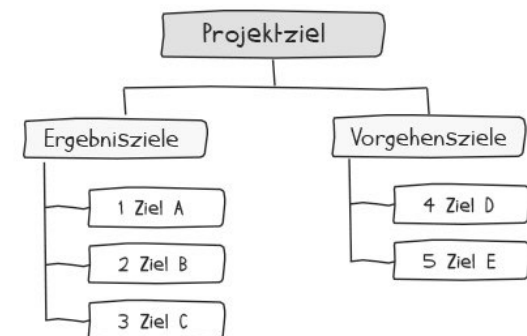 Projektziel
Ergebnisziele
1 Ziel A
2 Ziel B
3 Ziel C
Vorgehensziele
4 Ziel D
5 Ziel E